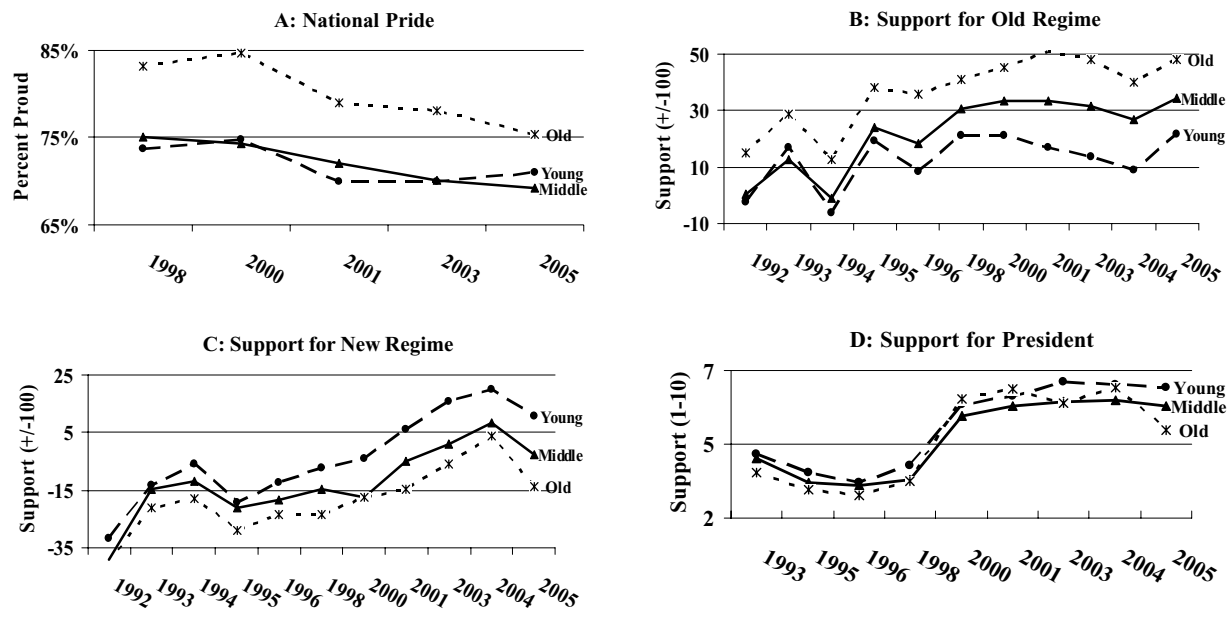 A: National Pride
85%
75%
65%
Percent Proud
Old
Young
Middle
1998
2000
2001
2003
2005
B: Support for Old Regime
50
30
10
-10
Support (+/-100)
Old
Middle
Young
1992
1993
1994
1995
1996
1998
2000
2001
2003
2004
2005
C: Support for New Regime
25
5
-15
-35
Support (+/-100)
Young
Middle
Old
1992
1993
1994
1995
1996
1998
2000
2001
2003
2004
2005
D: Support for President
7
5
2
Support (1-10)
Young
Middle
Old
1993
1995
1996
1998
2000
2001
2003
2004
2005